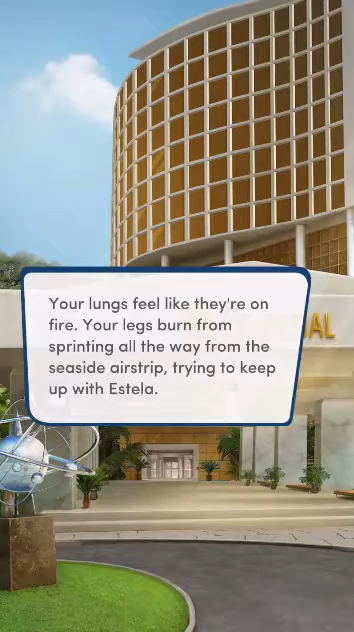 Your lungs feel like they're on
fire. Your legs burn from
sprinting all the way from the
seaside airstrip, trying to keep
up with Estela.